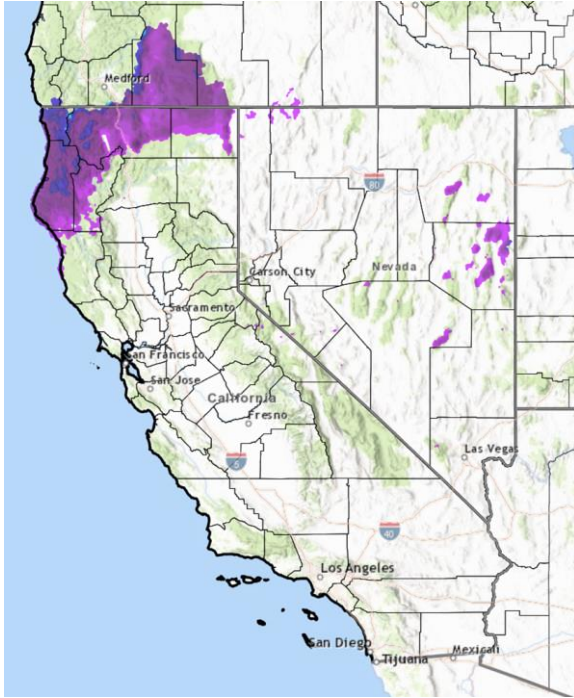 Medford
80
Carson City
Nevada
Sacramento
San Francisco
San Jose
California
Fresno
5
Las Vegas
40
Los Angeles
San Diego
Tijuana
Mexicali